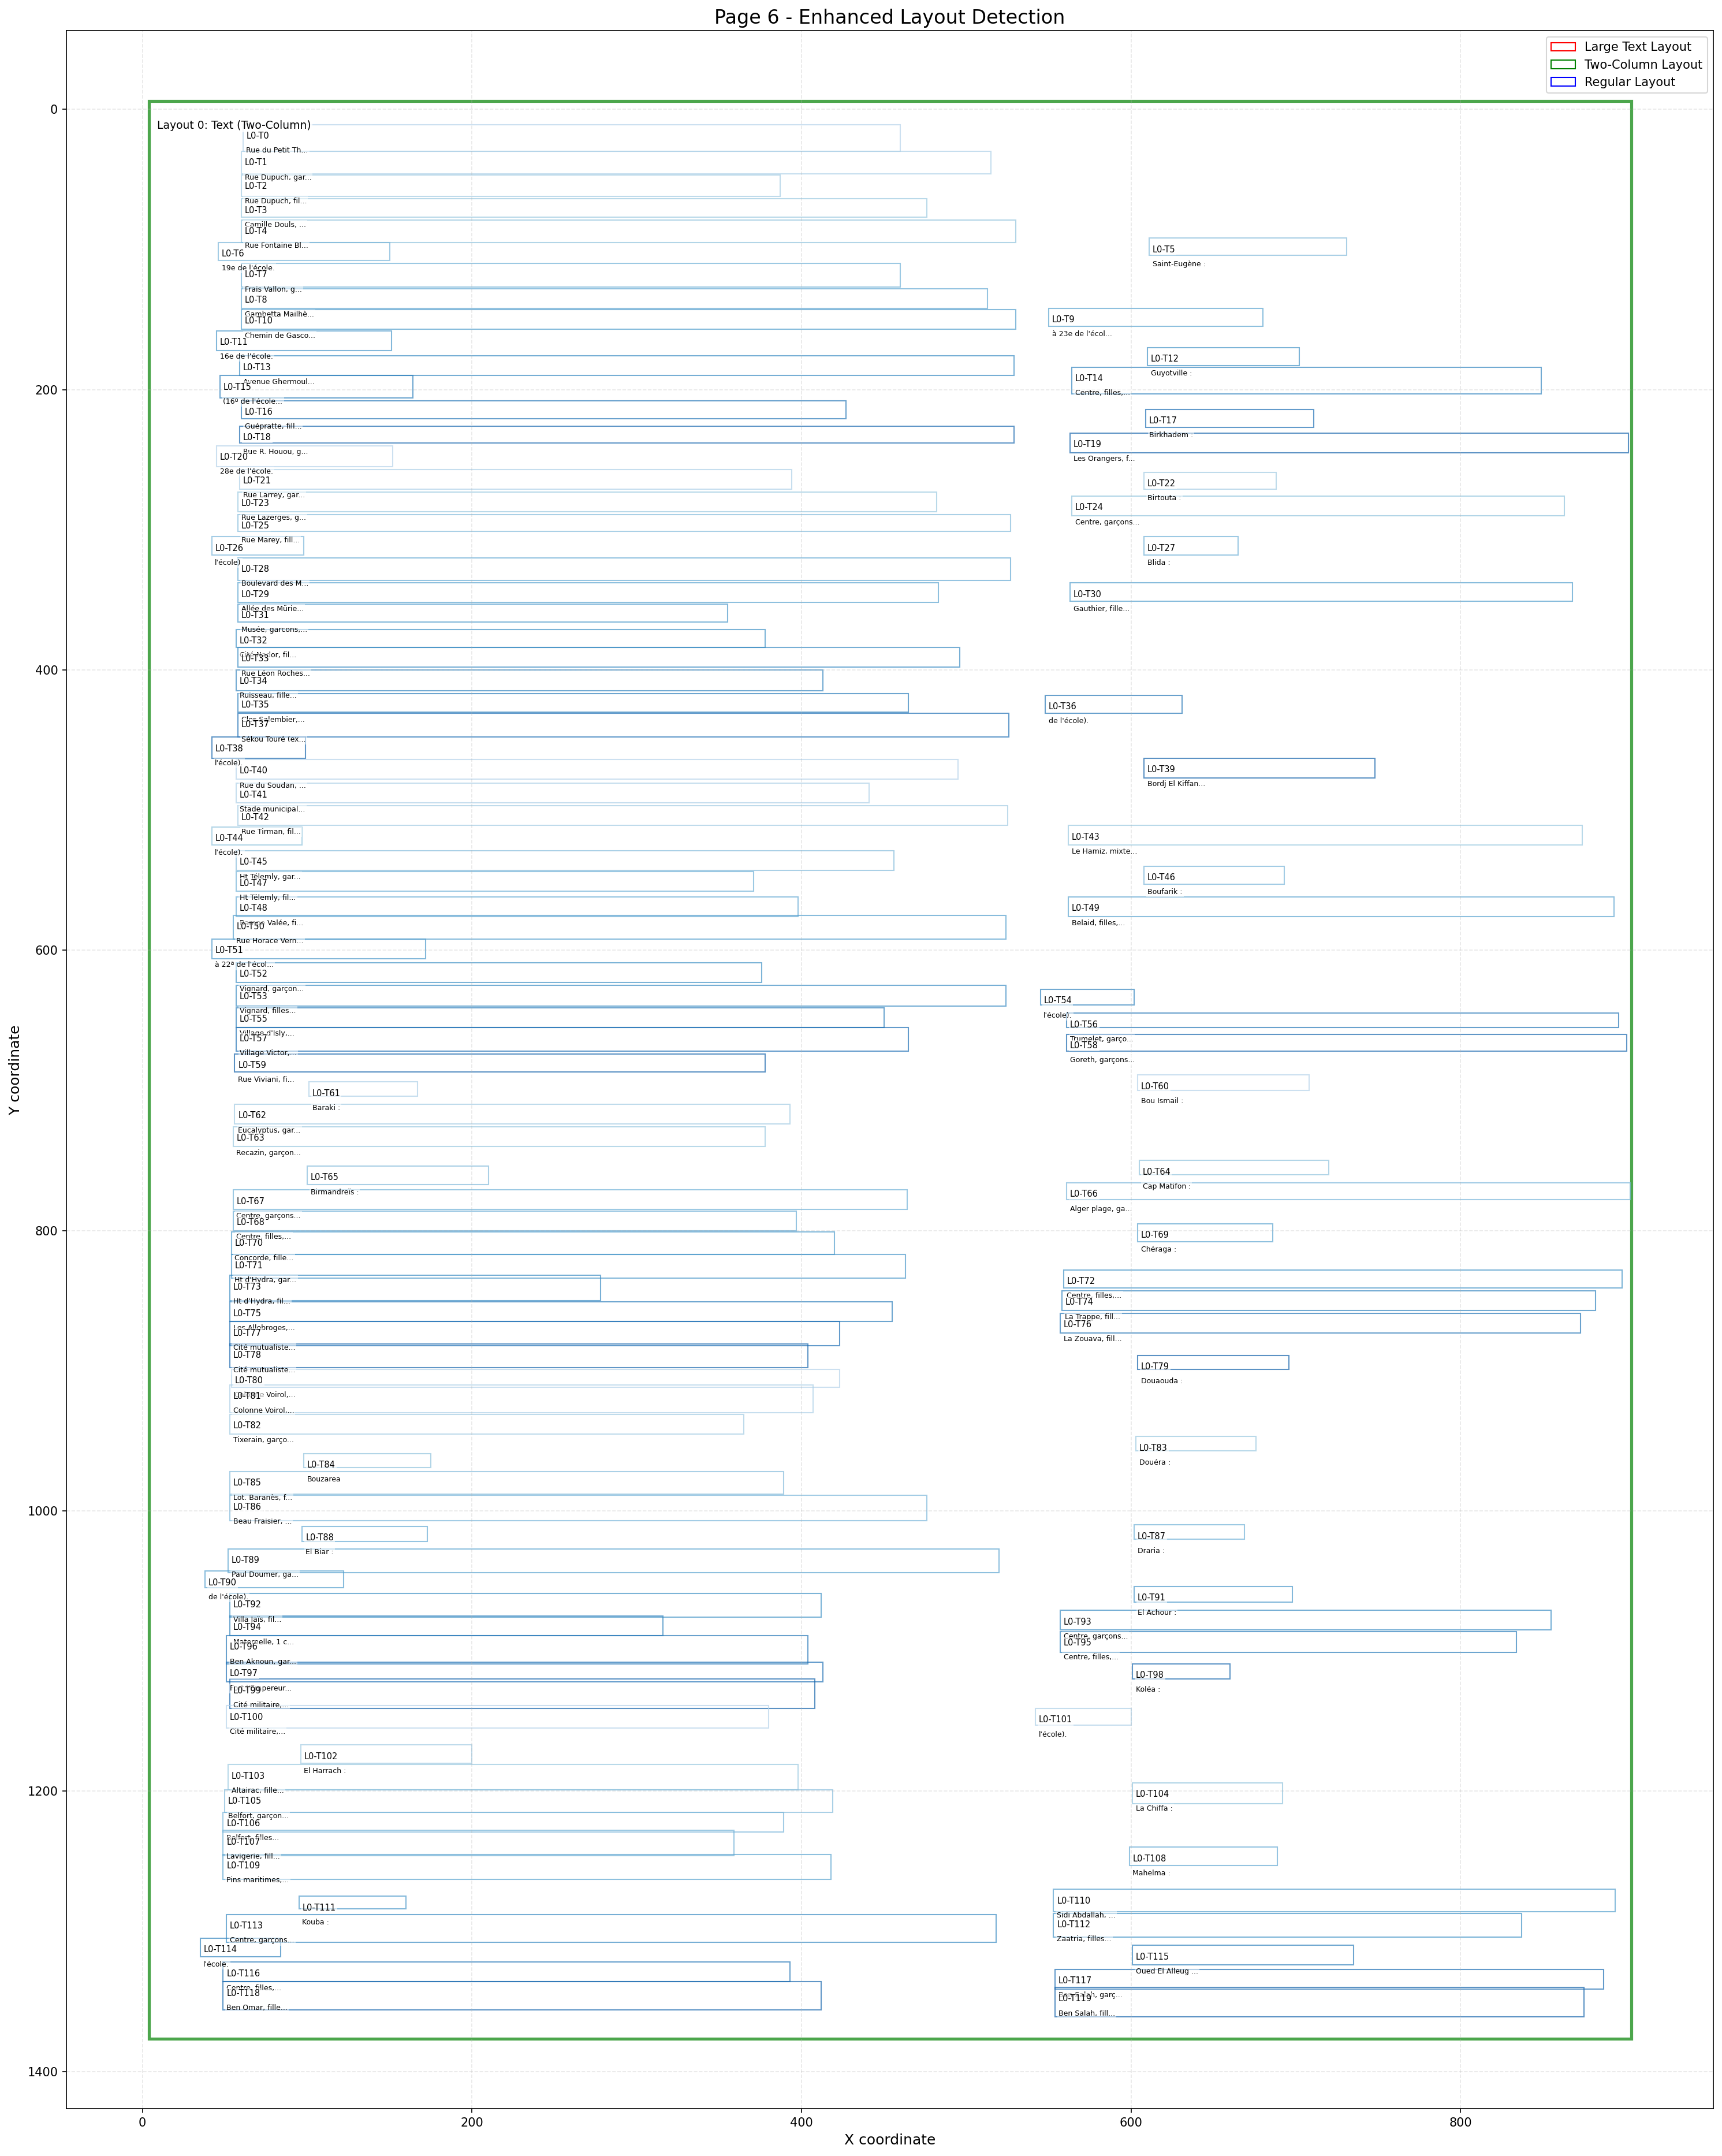 Page 6 - Enhanced Layout Detection
Large Text Layout
Two-Column Layout
Regular Layout
Layout 0: Text (Two-Column)
L0-T0
Rue du Petit Th...
L0-T1
Rue Dupuch, gar...
L0-T2
Rue Dupuch, fil...
L0-T3
Camille Douls, ...
L0-T4
Rue Fontaine Bl...
L0-T5
Saint-Eugène :
L0-T6
19e de l'école.
L0-T7
Frais Vallon, g...
L0-T8
Gambetta Mailhè...
L0-T9
à 23e de l'écol...
L0-T10
Chemin de Gasco...
L0-T11
16e de l'école.
L0-T12
Guyotville :
L0-T13
Avenue Ghermoul...
L0-T14
Centre, filles,...
L0-T15
(16º de l'école...
L0-T16
Guépratte, fill...
L0-T17
Birkhadem :
L0-T18
Rue R. Houou, g...
L0-T19
Les Orangers, f...
L0-T20
28e de l'école.
L0-T21
Rue Larrey, gar...
L0-T22
Birtouta :
L0-T23
Rue Lazerges, g...
L0-T24
Centre, garçons...
L0-T25
Rue Marey, fill...
L0-T26
l'école)
L0-T27
Blida :
L0-T28
Boulevard des M...
L0-T29
Allée des Mûrie...
L0-T30
Gauthier, fille...
L0-T31
Musée, garcons,...
L0-T32
fil...
L0-T33
Rue Léon Roches...
L0-T34
Ruisseau, fille...
L0-T35
Clos Salembier,...
L0-T36
de l'école).
L0-T37
Sékou Touré (ex...
L0-T38
l'école)
L0-T39
Bordj El Kiffan...
L0-T40
Rue du Soudan, ...
L0-T41
Stade municipal...
L0-T42
Rue Tirman, fil...
L0-T43
Le Hamiz, mixte...
L0-T44
l'école)
L0-T45
Ht Télemly, gar...
L0-T46
Boufarik :
L0-T47
Ht Télemly, fil...
L0-T48
Valée, fi...
L0-T49
Belaid, filles,...
L0-T50
Rue Horace Vern...
L0-T51
à 22ª de l'écol...
L0-T52
Vignard, garçon...
L0-T53
Vignard, filles...
L0-T54
l'école).
L0-T55
Village d'Isly,...
L0-T56
Trumelet, garço...
L0-T57
Village Victor,...
L0-T58
Goreth, garçons...
L0-T59
Rue Viviani, fi...
L0-T60
Bou Ismail :
L0-T61
Baraki :
L0-T62
Eucalyptus, gar...
L0-T63
Recazin, garçon...
L0-T64
Cap Matifon :
L0-T65
Birmandreïs :
L0-T66
Alger plage, ga...
L0-T67
Centre, garçons...
L0-T68
Centre, filles,...
L0-T69
Chéraga :
L0-T70
Concorde, fille...
L0-T71
Ht d'Hydra, gar...
L0-T72
Centre, filles,...
L0-T73
Ht d'Hydra, fil...
L0-T74
La Trappe, fill...
L0-T75
Les Allobroges,...
L0-T76
La Zouava, fill...
L0-T77
Cité mutualiste...
L0-T78
Cité mutualiste...
L0-T79
Douaouda :
L0-T80
Voirol,...
L0-T81
Colonne Voirol,...
L0-T82
Tixerain, garço...
L0-T83
Douéra :
L0-T84
Bouzarea
L0-T85
Lot. Baranès, f...
L0-T86
Beau Fraisier, ...
L0-T87
Draria :
L0-T88
El Biar :
L0-T89
Paul Doumer, ga...
L0-T90
de l'école)
L0-T91
El Achour :
L0-T92
Villa Jaïs, fil...
L0-T93
Centre, garçons...
L0-T94
Maternelle, 1 c...
L0-T95
Centre, filles,...
L0-T96
Ben Aknoun, gar...
L0-T97
L0-T98
Koléa :
L0-T99
Cité militaire,...
L0-T100
Cité militaire,...
L0-T101
l'école).
L0-T102
El Harrach :
L0-T103
Altairac, fille...
L0-T104
La Chiffa :
L0-T105
Belfort, garçon...
L0-T106
Belfort, filles...
L0-T107
Lavigerie, fill...
L0-T108
Mahelma :
L0-T109
Pins maritimes,...
L0-T110
Sidi Abdallah, ...
L0-T111
Kouba :
L0-T112
Zaatria, filles...
L0-T113
Centre, garçons...
L0-T114
l'école.
L0-T115
Oued El Alleug ...
L0-T116
Centre, filles,...
L0-T117
Ben Salah, garç...
L0-T118
Ben Omar, fille...
L0-T119
Ben Salah, fill...
Y coordinate
0
200
400
600
800
1000
1200
1400
0
200
400
600
800
X coordinate